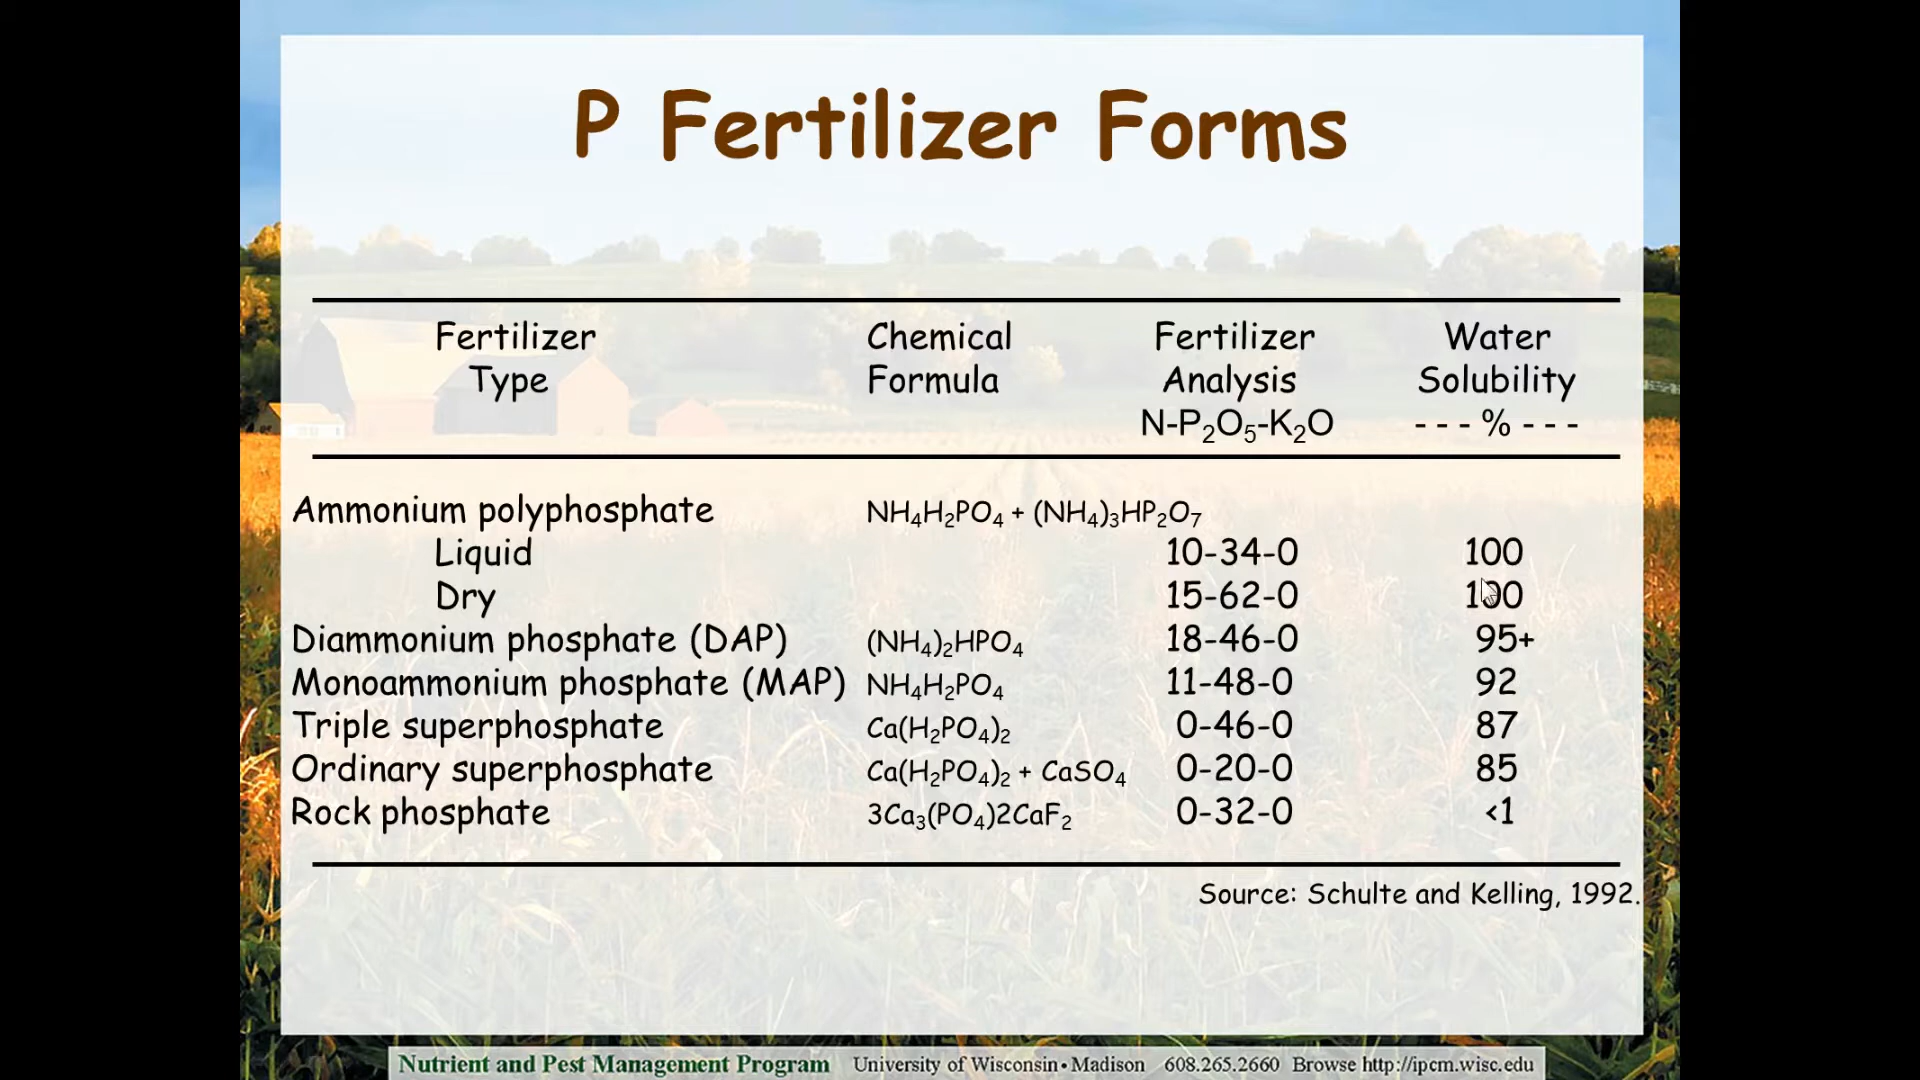 P Fertilizer Forms
Fertilizer Type Chemical Formula Fertilizer Analysis N-P₂O₅-K₂O Water Solubility - - - % - - -
Ammonium polyphosphate NH₄H₂PO₄ + (NH₄)₃HP₂O₇
Liquid 10-34-0 100
Dry 15-62-0 100
Diammonium phosphate (DAP) (NH₄)₂HPO₄ 18-46-0 95+
Monoammonium phosphate (MAP) NH₄H₂PO₄ 11-48-0 92
Triple superphosphate Ca(H₂PO₄)₂ 0-46-0 87
Ordinary superphosphate Ca(H₂PO₄)₂ + CaSO₄ 0-20-0 85
Rock phosphate 3Ca₃(PO₄)2CaF₂ 0-32-0 <1
Source: Schulte and Kelling, 1992.
Nutrient and Pest Management Program University of Wisconsin•Madison 608.265.2660 Browse http://ipcm.wisc.edu